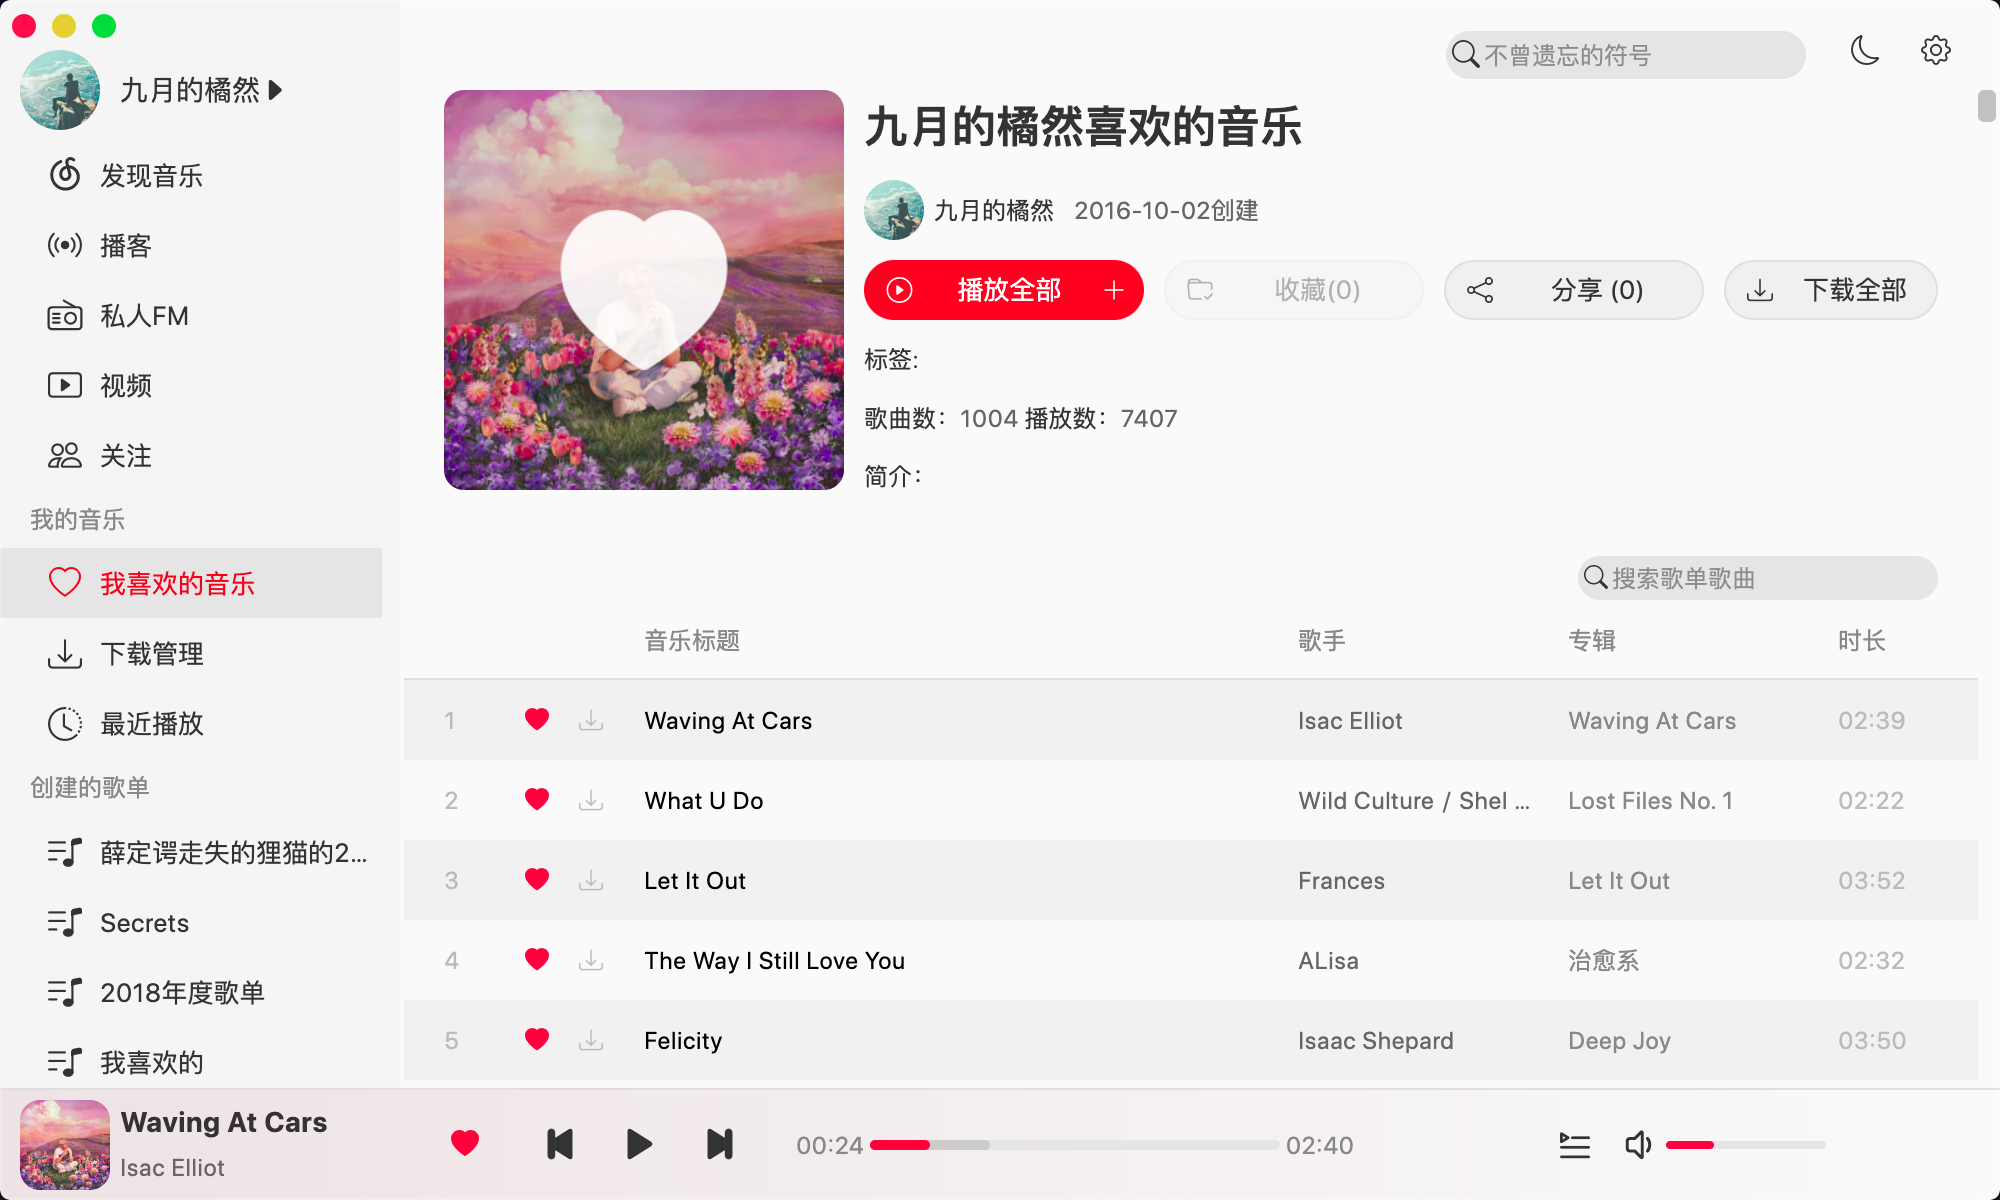 九月的橘然
发现音乐
播客
私人FM
视频
关注
我的音乐
我喜欢的音乐
下载管理
最近播放
创建的歌单
薛定谔走失的狸猫的2...
Secrets
2018年度歌单
我喜欢的
不曾遗忘的符号
九月的橘然喜欢的音乐
九月的橘然 2016-10-02创建
播放全部 收藏(0) 分享 (0) 下载全部
标签:
歌曲数： 1004 播放数： 7407
简介：
搜索歌单歌曲
音乐标题 歌手 专辑 时长
1 Waving At Cars Isac Elliot Waving At Cars 02:39
2 What U Do Wild Culture / Shel ... Lost Files No. 1 02:22
3 Let It Out Frances Let It Out 03:52
4 The Way I Still Love You ALisa 治愈系 02:32
5 Felicity Isaac Shepard Deep Joy 03:50
Waving At Cars
Isac Elliot
00:24 02:40